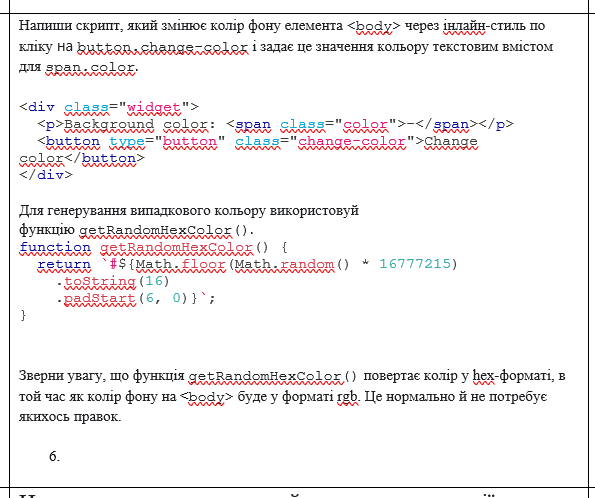 Напиши скрипт, який змінює колір фону елемента <body> через інлайн-стиль по
кліку на button.change-color і задає це значення кольору текстовим вмістом
для span.color.
<div class="widget">
<p>Background color: <span class="color">-</span></p>
<button type="button" class="change-color">Change
color</button>
</div>
Для генерування випадкового кольору використовуй
функцію getRandomHexColor().
function getRandomHexColor() {
return `#${Math.floor(Math.random() * 16777215)
.toString(16)
.padStart(6, 0)}`;
}
Зверни увагу, що функція getRandomHexColor() повертає колір у hex-форматі, в
той час як колір фону на <body> буде у форматі rgb. Це нормально й не потребує
якихось правок.
6.